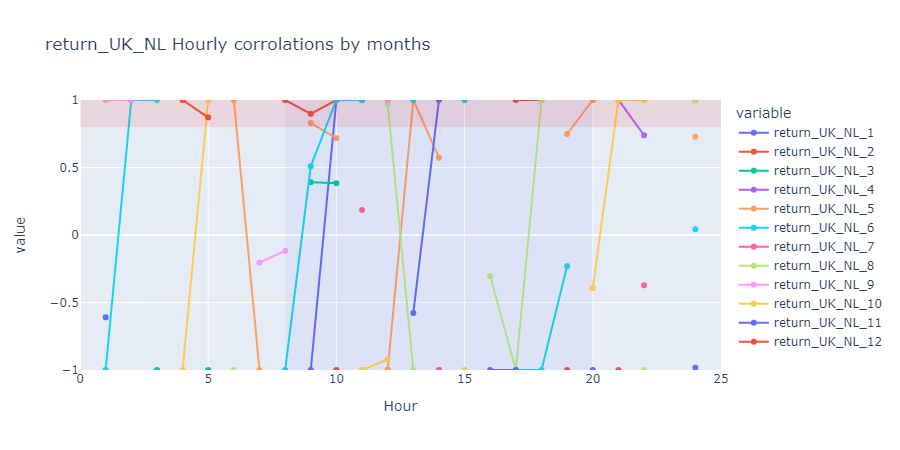 return_UK_NL Hourly corrolations by months
1
0.5
0
−0.5
−1
value
0
5
10
15
20
25
Hour
variable
return_UK_NL_1
return_UK_NL_2
return_UK_NL_3
return_UK_NL_4
return_UK_NL_5
return_UK_NL_6
return_UK_NL_7
return_UK_NL_8
return_UK_NL_9
return_UK_NL_10
return_UK_NL_11
return_UK_NL_12